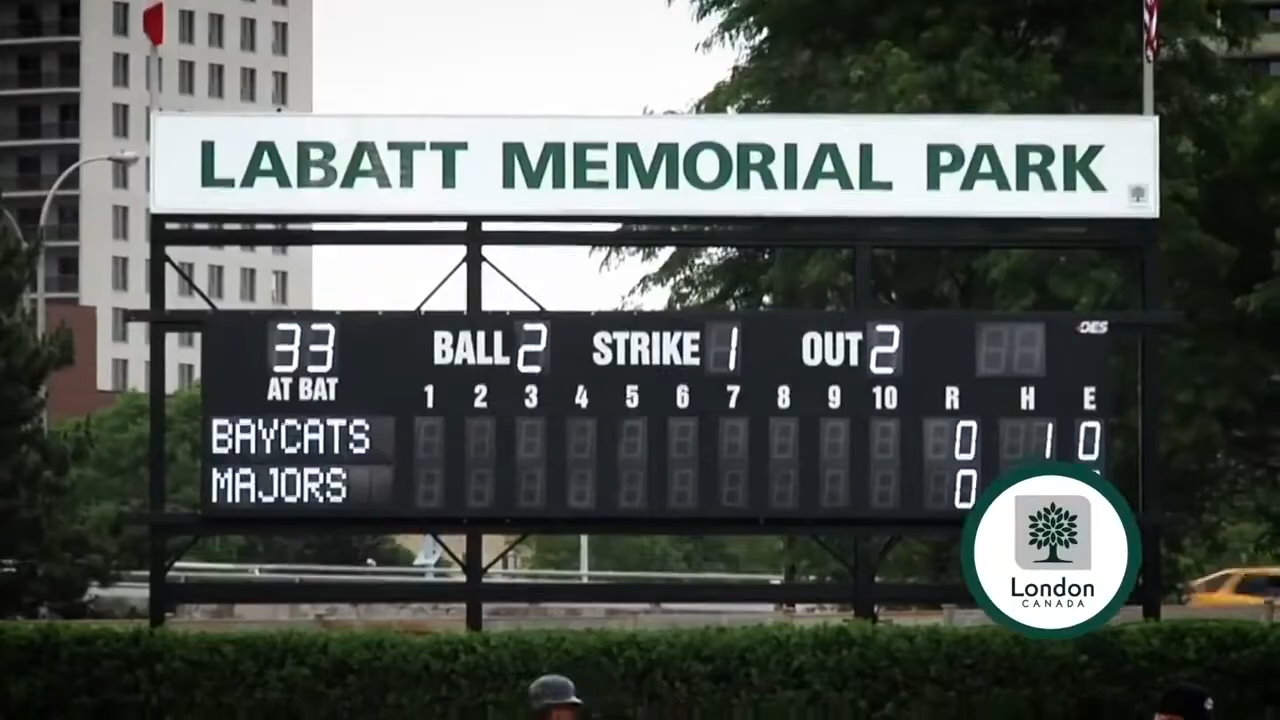 LABATT MEMORIAL PARK
33 BALL 2 STRIKE 1 OUT 2 DES
AT BAT 1 2 3 4 5 6 7 8 9 10 R H E
BAYCATS 0 1 0
MAJORS 0
London
CANADA